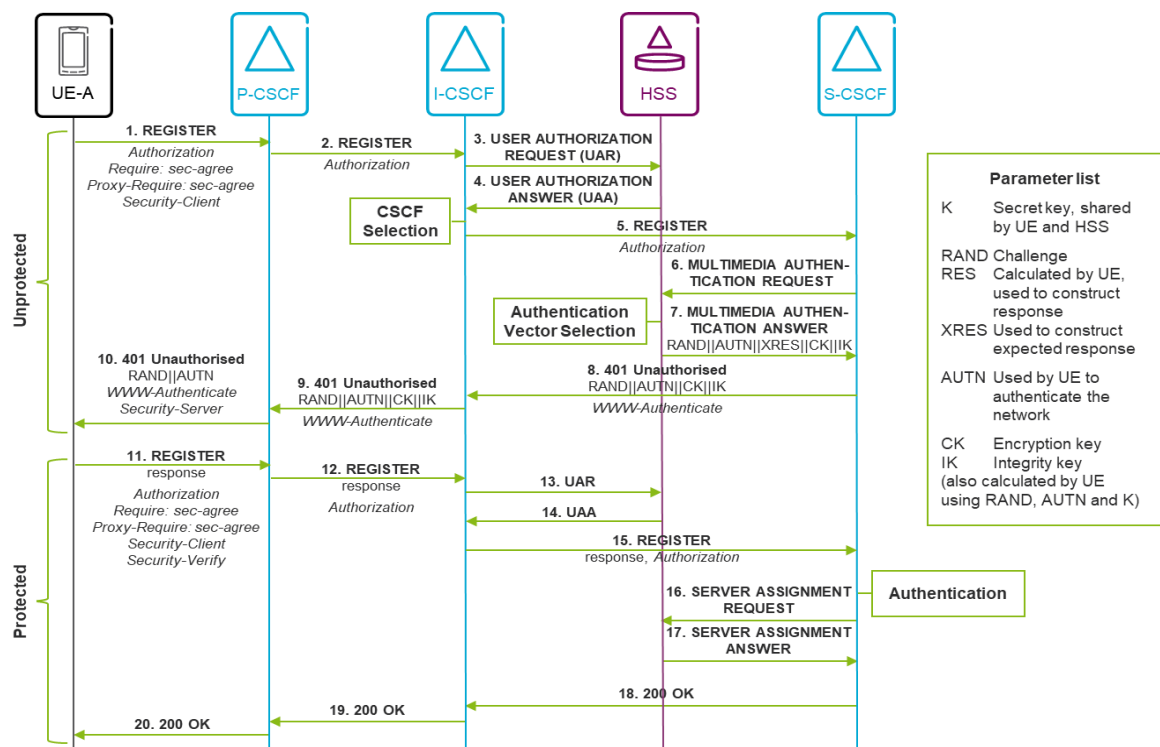 UE-A
P-CSCF
I-CSCF
HSS
S-CSCF
Unprotected
1. REGISTER
Authorization
Require: sec-agree
Proxy-Require: sec-agree
Security-Client
2. REGISTER
Authorization
3. USER AUTHORIZATION
REQUEST (UAR)
4. USER AUTHORIZATION
ANSWER (UAA)
CSCF
Selection
5. REGISTER
Authorization
6. MULTIMEDIA AUTHEN-
TICATION REQUEST
Authentication
Vector Selection
7. MULTIMEDIA AUTHEN-
TICATION ANSWER
RAND||AUTN||XRES||CK||IK
8. 401 Unauthorised
RAND||AUTN||CK||IK
WWW-Authenticate
9. 401 Unauthorised
RAND||AUTN||CK||IK
WWW-Authenticate
10. 401 Unauthorised
RAND||AUTN
WWW-Authenticate
Security-Server
Protected
11. REGISTER
response
Authorization
Require: sec-agree
Proxy-Require: sec-agree
Security-Client
Security-Verify
12. REGISTER
response
Authorization
13. UAR
14. UAA
15. REGISTER
response, Authorization
Authentication
16. SERVER ASSIGNMENT
REQUEST
17. SERVER ASSIGNMENT
ANSWER
18. 200 OK
19. 200 OK
20. 200 OK
Parameter list
K Secret key, shared
by UE and HSS
RAND Challenge
RES Calculated by UE,
used to construct
response
XRES Used to construct
expected response
AUTN Used by UE to
authenticate the
network
CK Encryption key
IK Integrity key
(also calculated by UE
using RAND, AUTN and K)